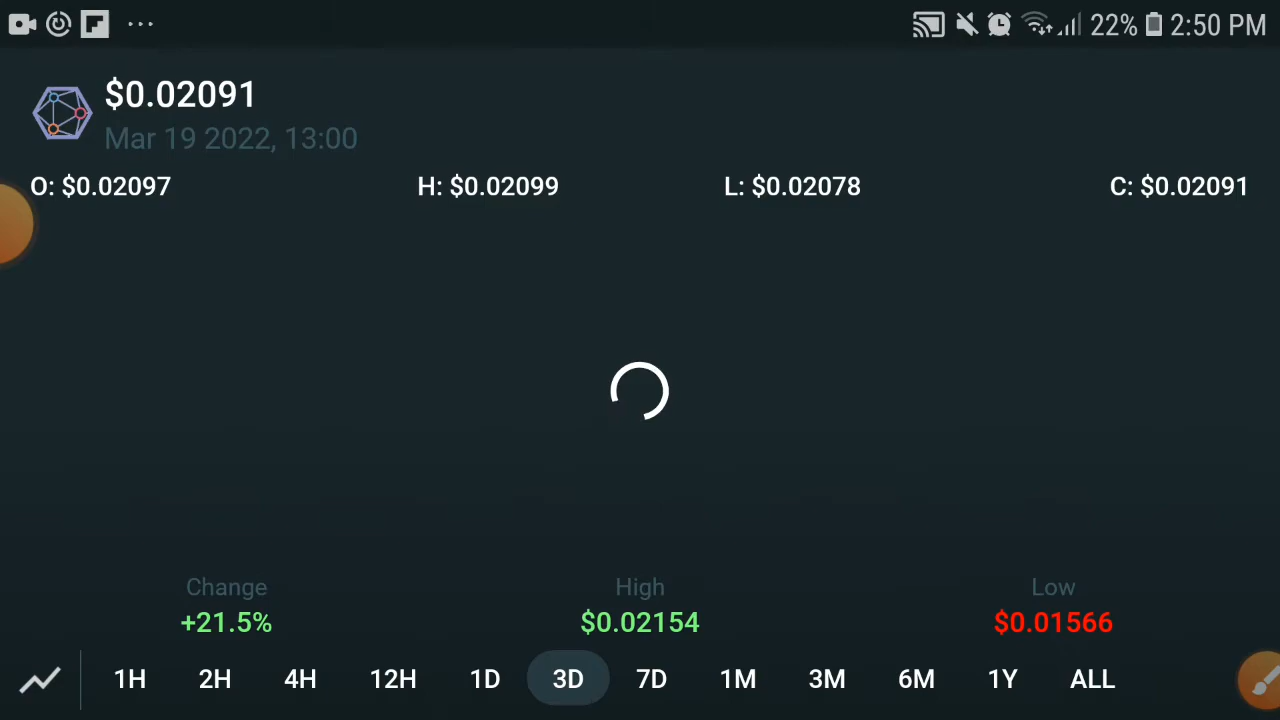 22% 2:50 PM
$0.02091
Mar 19 2022, 13:00
O: $0.02097 H: $0.02099 L: $0.02078 C: $0.02091
Change High Low
+21.5% $0.02154 $0.01566
1H 2H 4H 12H 1D 3D 7D 1M 3M 6M 1Y ALL